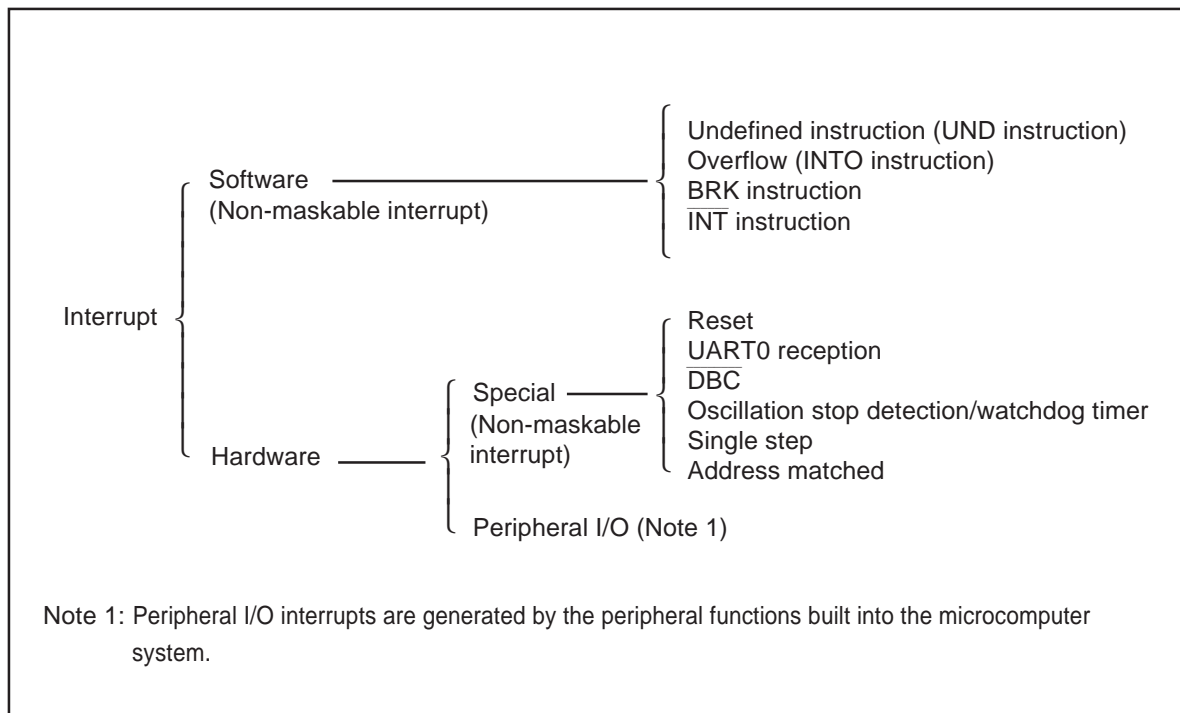 Undefined instruction (UND instruction)
Overflow (INTO instruction)
BRK instruction
I̅N̅T̅ instruction
Software
(Non-maskable interrupt)
Interrupt
Reset
UART0 reception
D̅B̅C̅
Oscillation stop detection/watchdog timer
Single step
Address matched
Special
(Non-maskable
interrupt)
Hardware
Peripheral I/O (Note 1)
Note 1: Peripheral I/O interrupts are generated by the peripheral functions built into the microcomputer
system.